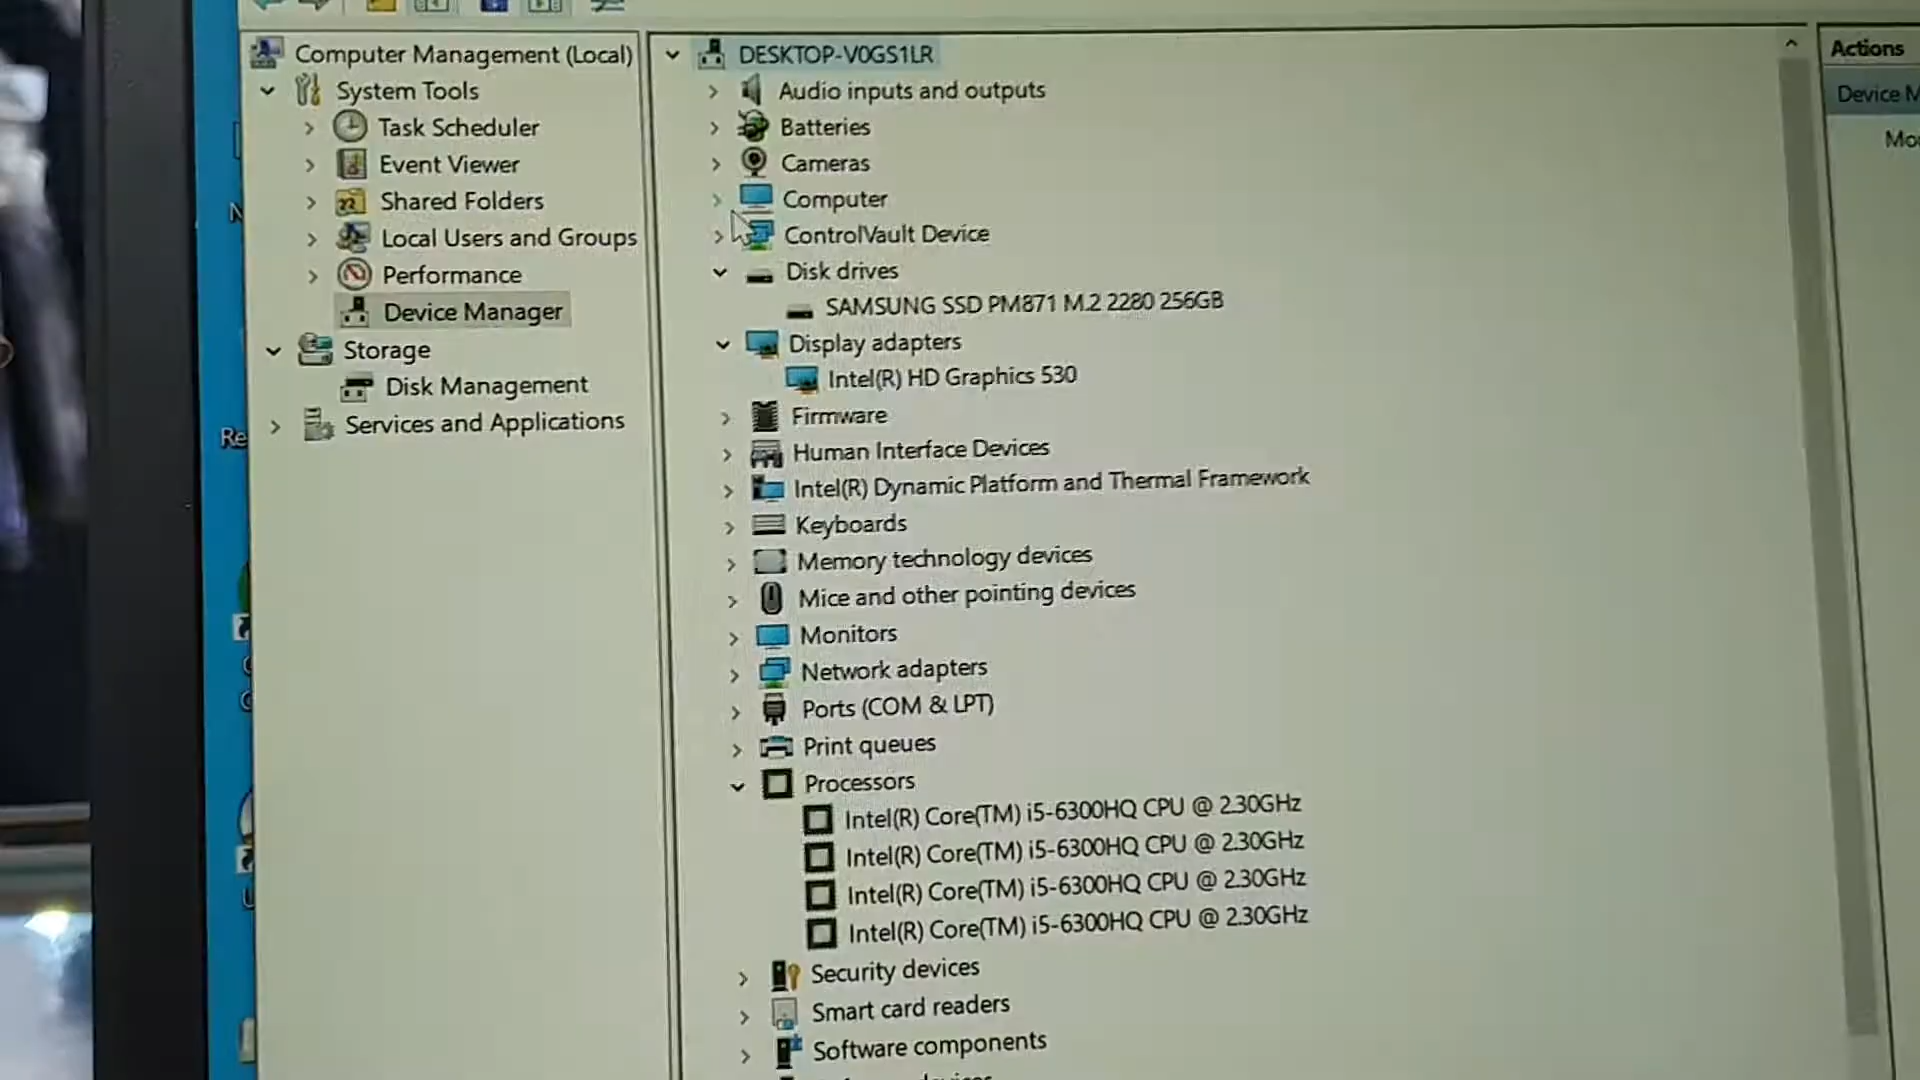 Computer Management (Local)
System Tools
Task Scheduler
Event Viewer
Shared Folders
Local Users and Groups
Performance
Device Manager
Storage
Disk Management
Services and Applications
DESKTOP-V0GS1LR
Audio inputs and outputs
Batteries
Cameras
Computer
ControlVault Device
Disk drives
SAMSUNG SSD PM871 M.2 2280 256GB
Display adapters
Intel(R) HD Graphics 530
Firmware
Human Interface Devices
Intel(R) Dynamic Platform and Thermal Framework
Keyboards
Memory technology devices
Mice and other pointing devices
Monitors
Network adapters
Ports (COM & LPT)
Print queues
Processors
Intel(R) Core(TM) i5-6300HQ CPU @ 2.30GHz
Intel(R) Core(TM) i5-6300HQ CPU @ 2.30GHz
Intel(R) Core(TM) i5-6300HQ CPU @ 2.30GHz
Intel(R) Core(TM) i5-6300HQ CPU @ 2.30GHz
Security devices
Smart card readers
Software components
Actions
Device M
Mo
Re